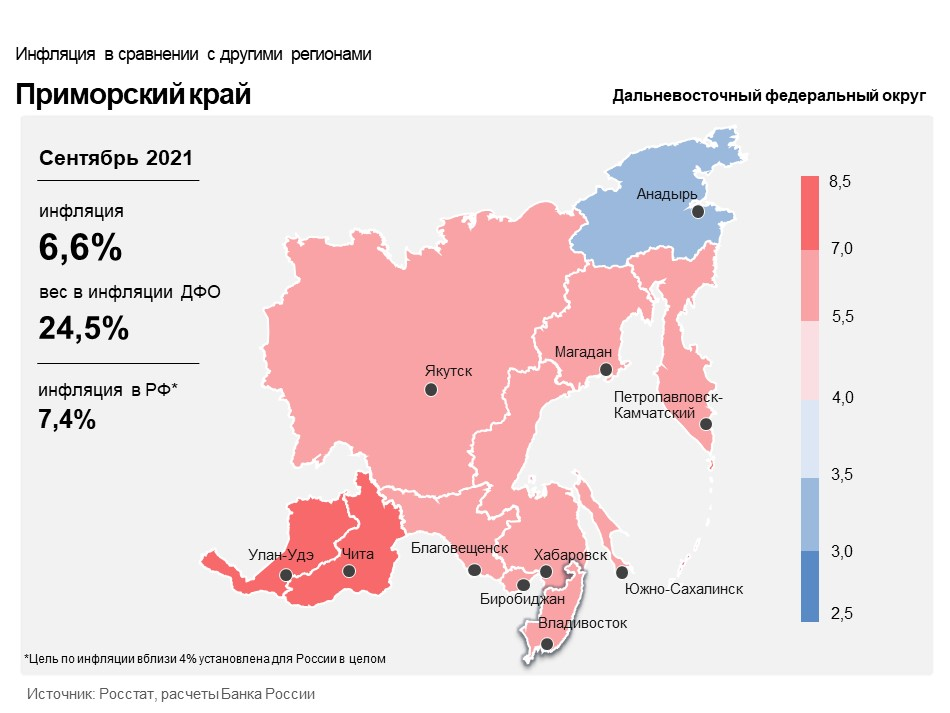 Инфляция в сравнении с другими регионами
Приморский край
Дальневосточный федеральный округ
Сентябрь 2021
инфляция
6,6%
вес в инфляции ДФО
24,5%
инфляция в РФ*
7,4%
Анадырь
Магадан
Якутск
Петропавловск-
Камчатский
Улан-Удэ
Чита
Благовещенск
Хабаровск
Биробиджан
Южно-Сахалинск
Владивосток
8,5
7,0
5,5
4,0
3,5
3,0
2,5
*Цель по инфляции вблизи 4% установлена для России в целом
Источник: Росстат, расчеты Банка России